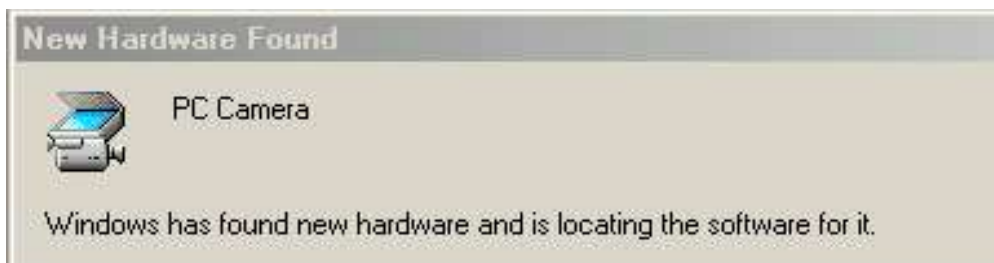 New Hardware Found
PC Camera
Windows has found new hardware and is locating the software for it.